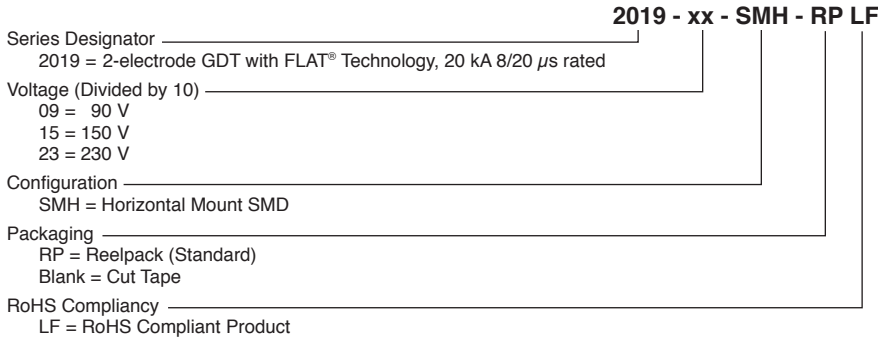 2019 - xx - SMH - RP LF
Series Designator
2019 = 2-electrode GDT with FLAT® Technology, 20 kA 8/20 µs rated
Voltage (Divided by 10)
09 = 90 V
15 = 150 V
23 = 230 V
Configuration
SMH = Horizontal Mount SMD
Packaging
RP = Reelpack (Standard)
Blank = Cut Tape
RoHS Compliancy
LF = RoHS Compliant Product